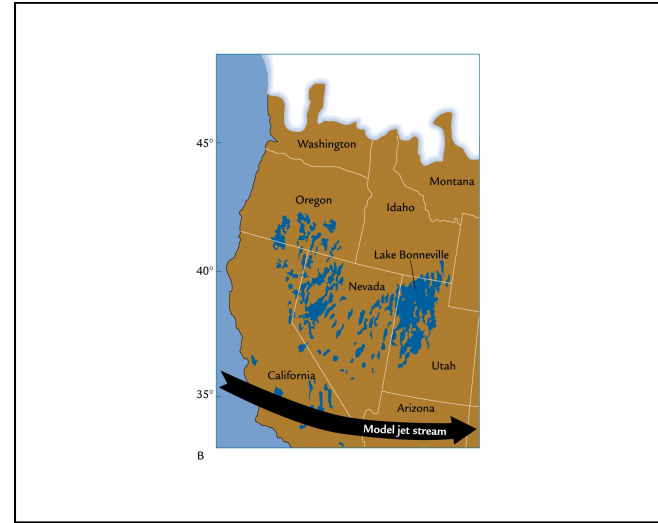 Washington
45°
Montana
Oregon
Idaho
Lake Bonneville
40°
Nevada
Utah
California
35°
Arizona
Model jet stream
B